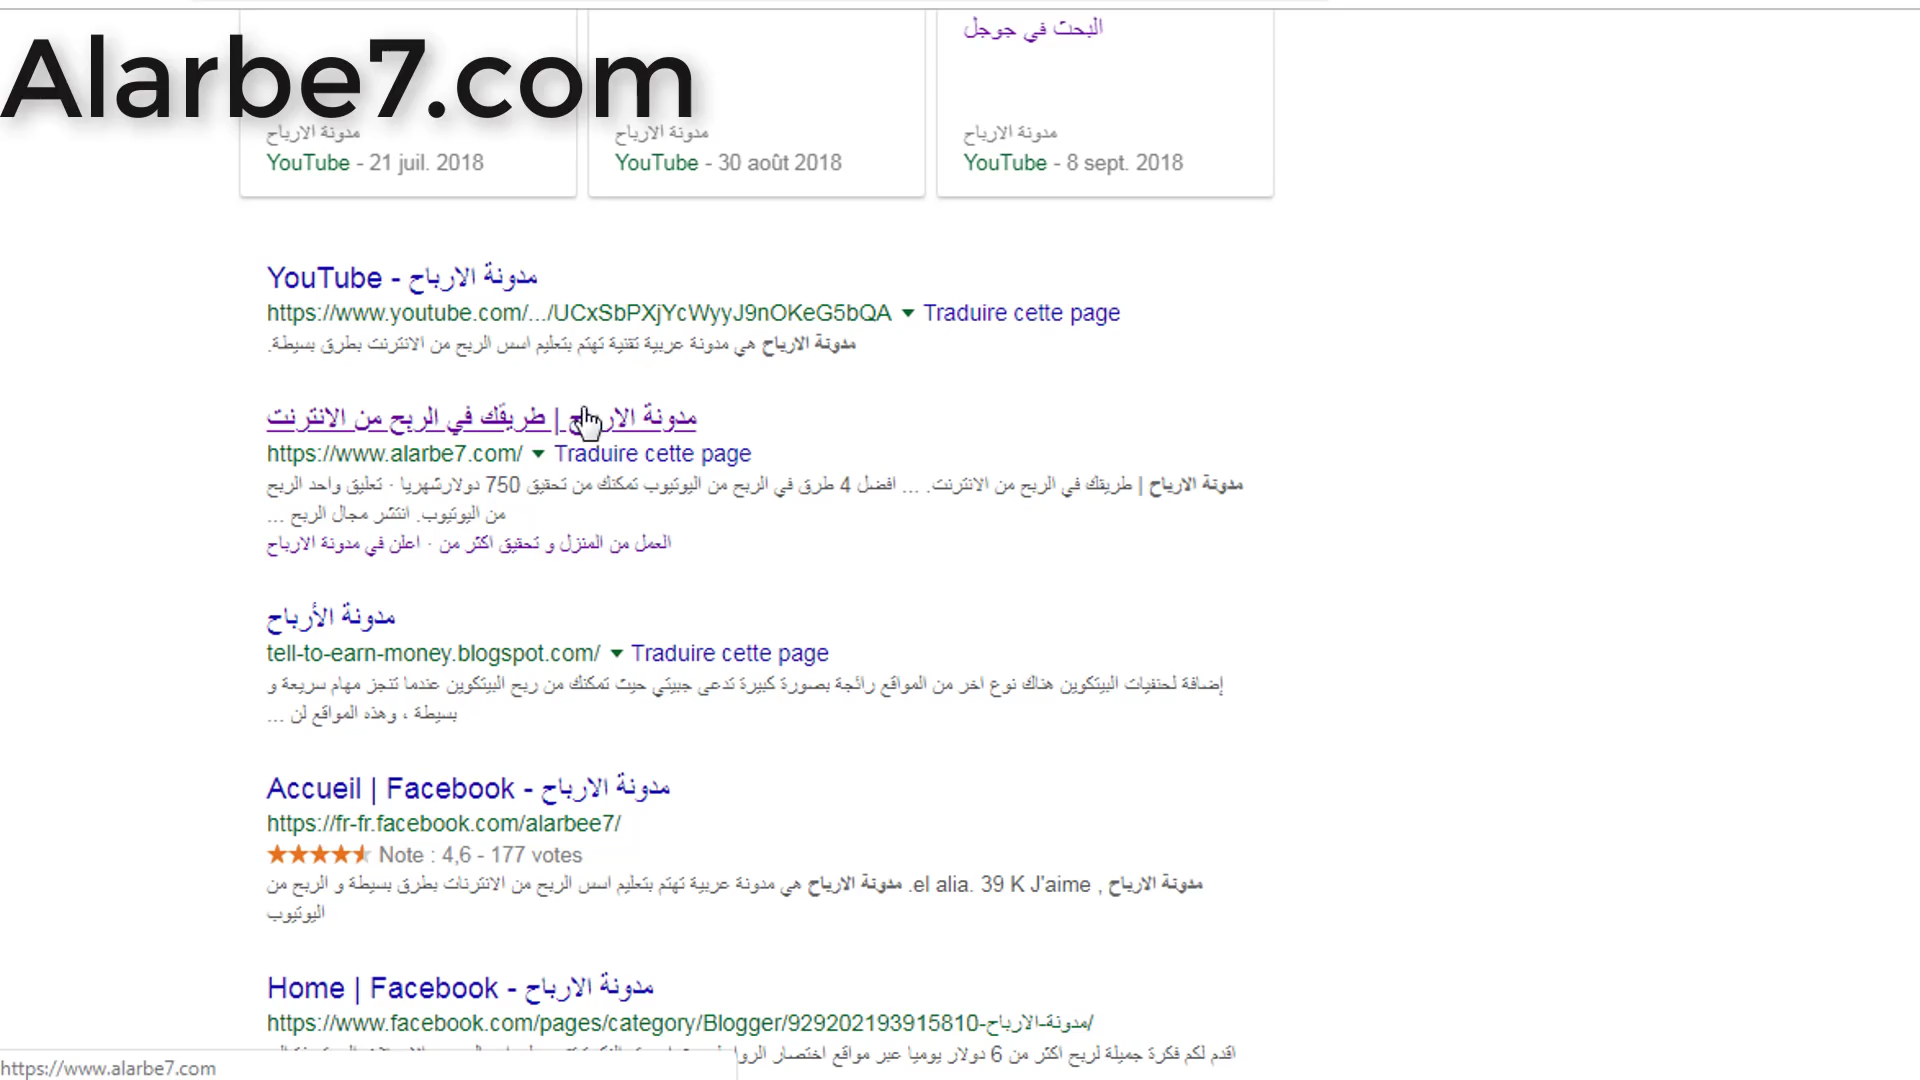 البحث في جوجل
Alarbe7.com
مدونة الارباح
مدونة الارباح
مدونة الارباح
YouTube - 21 juil. 2018
YouTube - 30 août 2018
YouTube - 8 sept. 2018
YouTube - مدونة الارباح
https://www.youtube.com/.../UCxSbPXjYcWyyJ9nOKeG5bQA ▼ Traduire cette page
مدونة الارباح هي مدونة عربية تقنية تهتم بتعليم اسس الربح من الانترنت بطرق بسيطة.
مدونة الارباح | طريقك في الربح من الانترنت
https://www.alarbe7.com/ ▼ Traduire cette page
مدونة الارباح | طريقك في الربح من الانترنت. ... افضل 4 طرق في الربح من اليوتيوب تمكنك من تحقيق 750 دولارشهريا · تعليق واحد الربح
من اليوتيوب. انتشر مجال الربح ...
العمل من المنزل و تحقيق اكثر من · اعلن في مدونة الارباح
مدونة الأرباح
tell-to-earn-money.blogspot.com/ ▼ Traduire cette page
إضافة لحنفيات البيتكوين هناك نوع اخر من المواقع رائجة بصورة كبيرة تدعى جبيتي حيث تمكنك من ربح البيتكوين عندما تنجز مهام سريعة و
بسيطة ، وهذه المواقع لن ...
Accueil | Facebook - مدونة الارباح
https://fr-fr.facebook.com/alarbee7/
Note : 4,6 - 177 votes
مدونة الارباح , el alia. 39 K J'aime. مدونة الارباح هي مدونة عربية تهتم بتعليم اسس الربح من الانترنات بطرق بسيطة و الربح من
اليوتيوب
Home | Facebook - مدونة الارباح
https://www.facebook.com/pages/category/Blogger/مدونة-الارباح-929202193915810/
اقدم لكم فكرة جميلة لربح اكثر من 6 دولار يوميا عبر مواقع اختصار
https://www.alarbe7.com